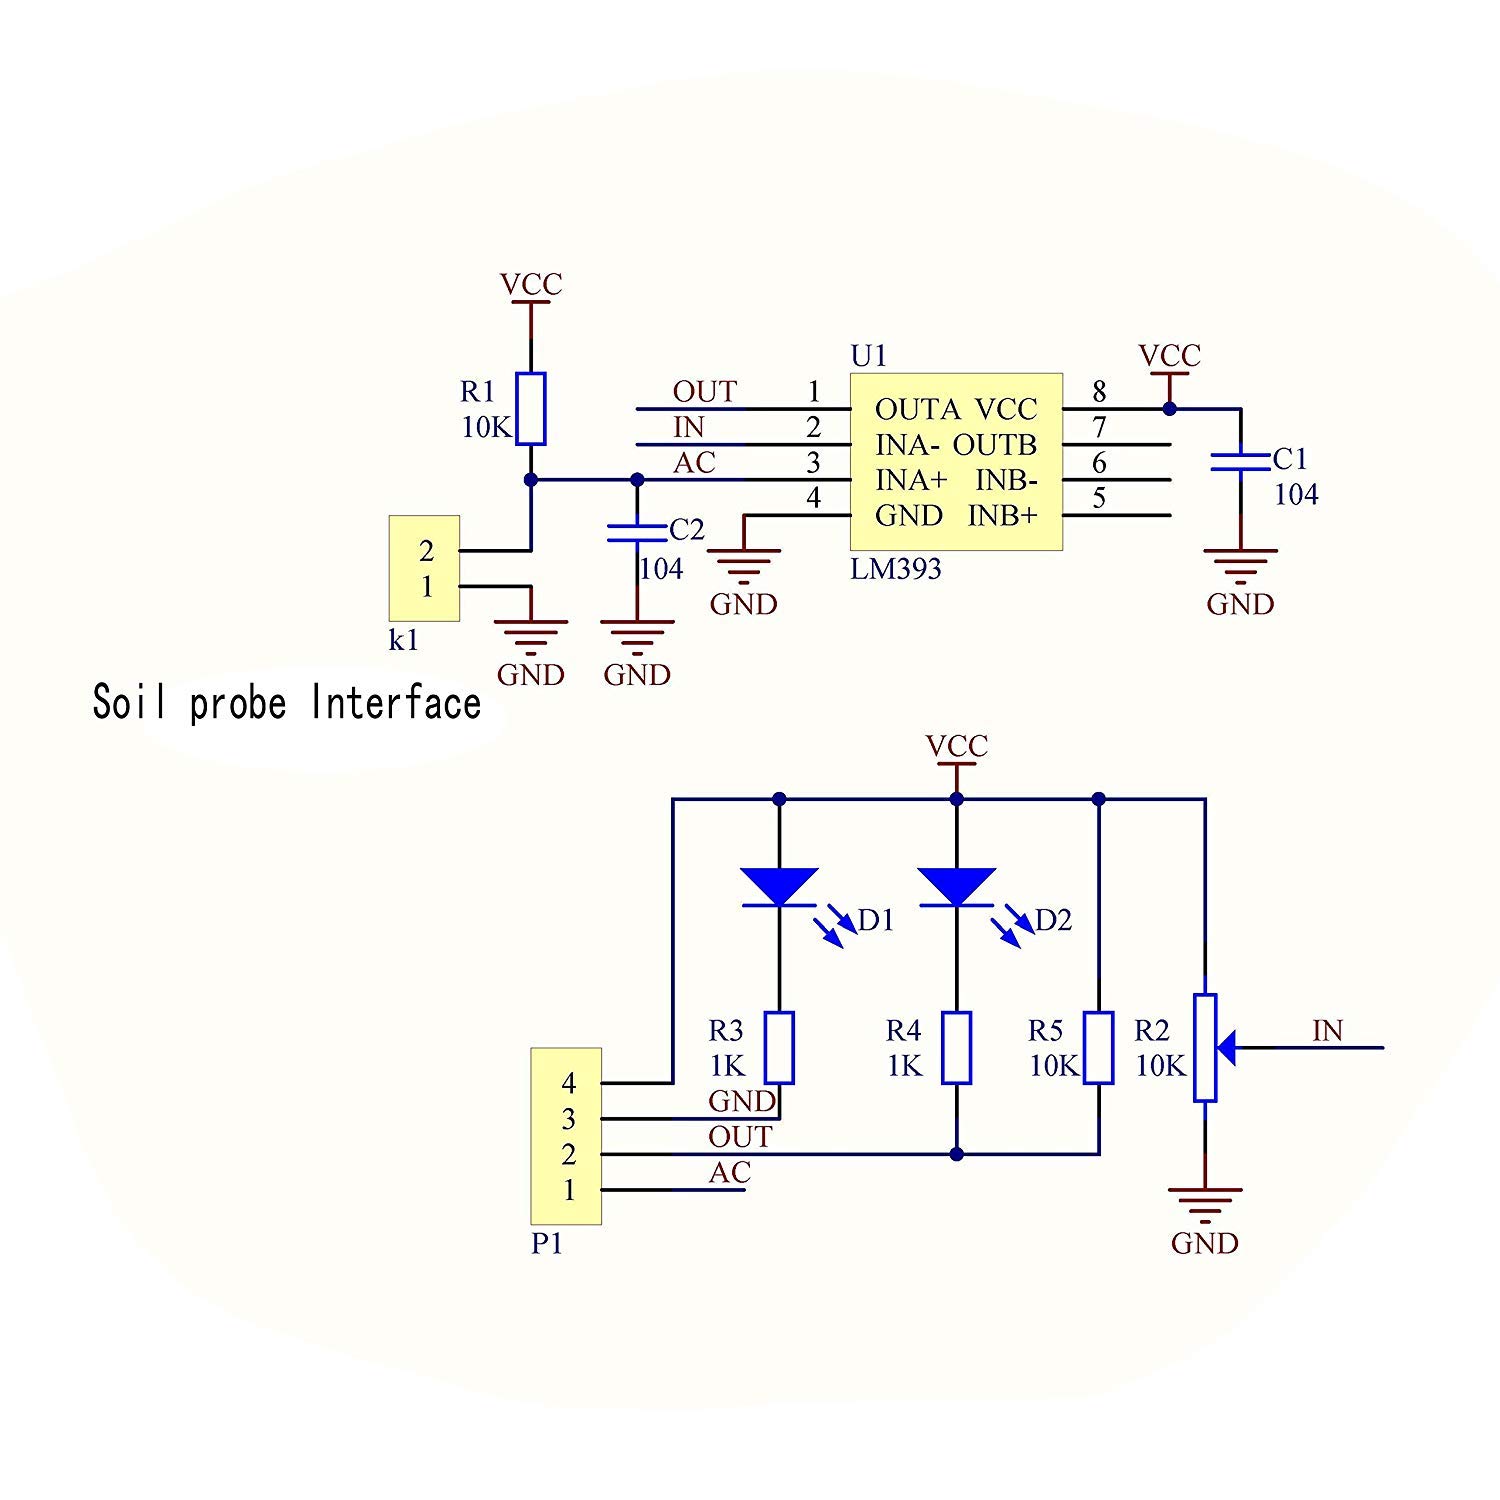 VCC
R1
10K
OUT 1
IN 2
AC 3
4
U1
OUTA VCC
INA- OUTB
INA+ INB-
GND INB+
LM393
8
7
6
5
VCC
C1
104
GND
C2
104
GND
2
1
k1
GND
GND
Soil probe Interface
VCC
D1
D2
R3
1K
R4
1K
R5
10K
R2
10K
IN
4
3
2
1
GND
OUT
AC
P1
GND